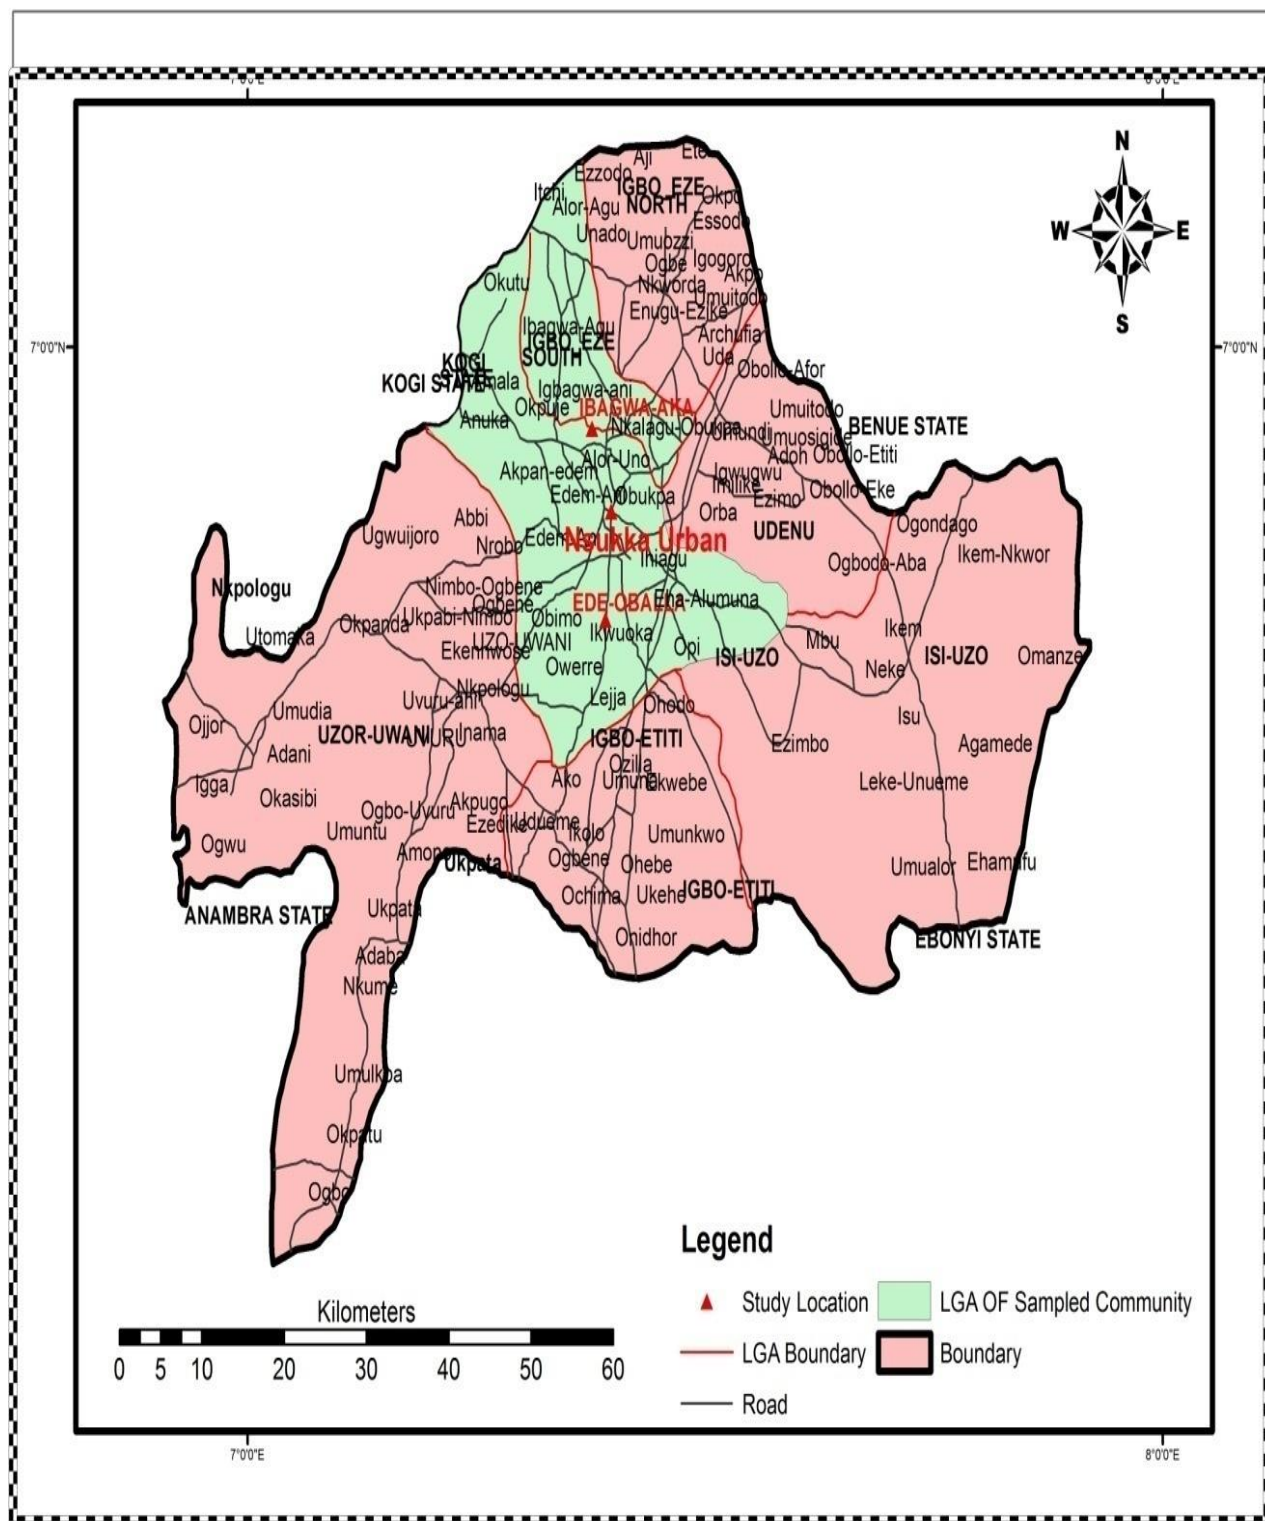 N
Aji
Ete
Ezzodo
IGBO_EZE
NORTH
Itchi
Okpo
Alor-Agu
Essodo
Unado
Umuozzi
W
E
Ogbe
Igogoro
Akpo
Okutu
Nkworda
Umuitodo
Enugu-Ezike
S
Ibagwa-Agu
Archufia
7°0'0"N
IGBO_EZE
SOUTH
7°0'0"N
Uda
KOGI
Obollo-Afor
KOGI STATE
Igbagwa-ani
Okpuje
IBAGWA-AKA
Umuitodo
Anuka
Nkalagu-Obukpa
Umundi
BENUE STATE
Umuosigide
Alor-Uno
Adoh
Obollo-Etiti
Akpan-edem
Igwugwu
Imilike
Edem-Ani
Obukpa
Ezimo
Obollo-Eke
Abbi
Orba
Ogondago
Ugwuijoro
UDENU
Nrobo
Nsukka Urban
Ikem-Nkwor
Ogbodo-Aba
Nkpologu
Nimbo-Ogbene
Eha-Alumuna
Ogbene
EDE-OBALLA
Ukpabi-Nimbo
Obimo
Okpanda
Utomaka
Ikwuoka
Ikem
UZO-UWANI
Mbu
Ekennwose
Opi
ISI-UZO
ISI-UZO
Omanze
Owerre
Neke
Nkpologu
Lejja
Uvuru-ani
Ohodo
Ojjor
Umudia
Isu
UZOR-UWANI
UVURU
Inama
IGBO-ETITI
Ezimbo
Agamede
Adani
Ozilla
Igga
Ako
Umuna
Ekwebe
Leke-Unueme
Okasibi
Akpugo
Ogbo-Uvuru
Ezedike
Udueme
Umuntu
Ikolo
Umunkwo
Ogwu
Ukpata
Ogbene
Ohebe
Umualor
Ehamufu
IGBO-ETITI
Ochima
Ukehe
ANAMBRA STATE
Ukpata
Onidhor
EBONYI STATE
Adaba
Nkume
Umulkpa
Okpatu
Ogbo
Legend
Study Location
LGA OF Sampled Community
Kilometers
LGA Boundary
Boundary
0 5 10 20 30 40 50 60
Road
7°0'0"E
8°0'0"E